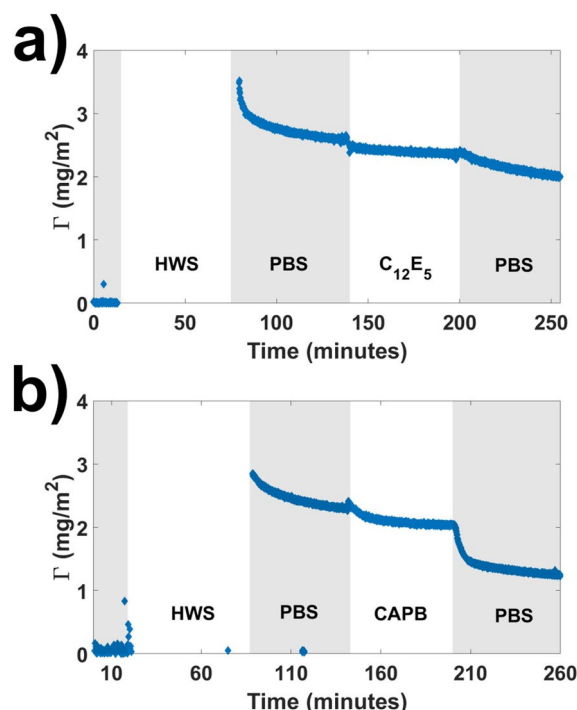 a)
4
3
2
1
0
Γ (mg/m²)
HWS PBS C₁₂E₅ PBS
0 50 100 150 200 250
Time (minutes)
b)
4
3
2
1
0
Γ (mg/m²)
HWS PBS CAPB PBS
10 60 110 160 210 260
Time (minutes)